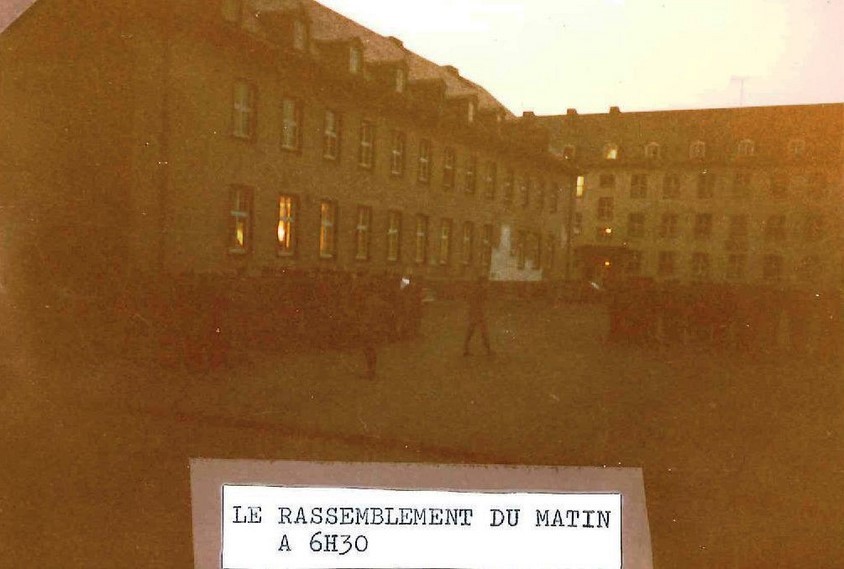 LE RASSEMBLEMENT DU MATIN
A 6H30